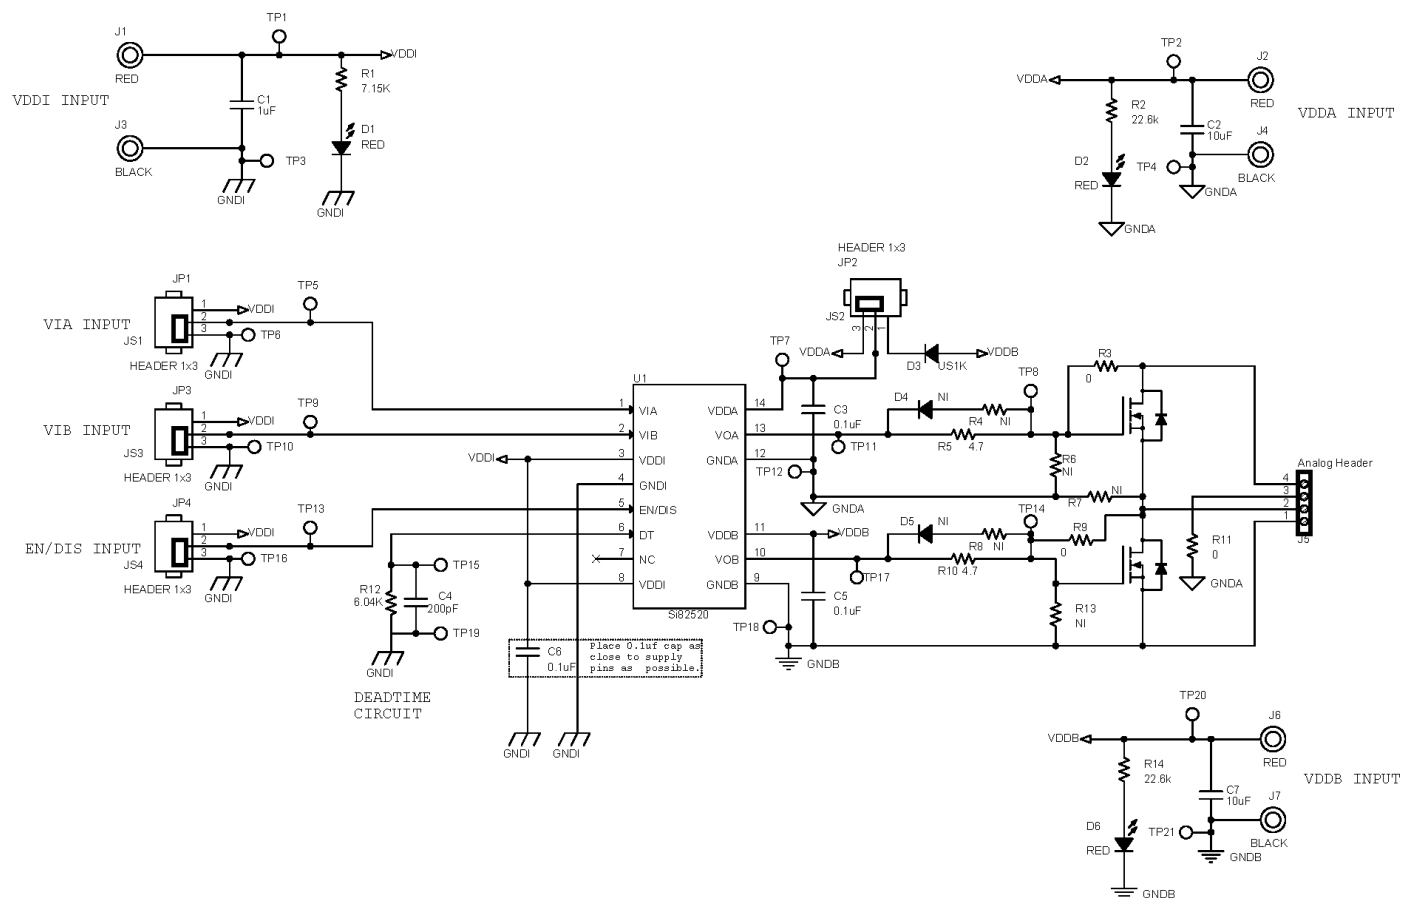 TP1
J1
VDDI
RED
R1
7.15K
VDDI INPUT
C1
1uF
J3
D1
RED
TP3
BLACK
GNDI
GNDI
TP2
J2
VDDA
RED
R2
22.6k
VDDA INPUT
C2
10uF
J4
D2
TP4
RED
BLACK
GNDA
GNDA
JP1
TP5
1
VDDI
2
VIA INPUT
3
TP6
JS1
HEADER 1x3
GNDI
JP3
TP9
1
VDDI
2
VIB INPUT
3
TP10
JS3
HEADER 1x3
GNDI
JP4
TP13
1
VDDI
2
EN/DIS INPUT
3
TP16
JS4
HEADER 1x3
GNDI
HEADER 1x3
JP2
JS2
3
2
1
TP7
VDDA
D3
US1K
VDDB
U1
1
VIA
2
VIB
3
VDDI
4
GNDI
5
EN/DIS
6
DT
7
NC
8
VDDI
14
VDDA
13
VOA
12
GNDA
11
VDDB
10
VOB
9
GNDB
Si82520
VDDI
TP15
R12
6.04K
C4
200pF
TP19
GNDI
DEADTIME
CIRCUIT
C6
0.1uF
Place 0.1uf cap as
close to supply
pins as possible.
GNDI
GNDI
C3
0.1uF
TP11
TP12
GNDA
D4
NI
R4
NI
R5
4.7
TP8
R3
0
R6
NI
R7
NI
VDDB
C5
0.1uF
TP17
TP18
GNDB
D5
NI
R8
NI
R10 4.7
TP14
R9
0
R13
NI
Analog Header
4
3
2
1
J5
R11
0
GNDA
TP20
J6
VDDB
RED
R14
22.6k
VDDB INPUT
C7
10uF
J7
D6
TP21
RED
BLACK
GNDB
GNDB